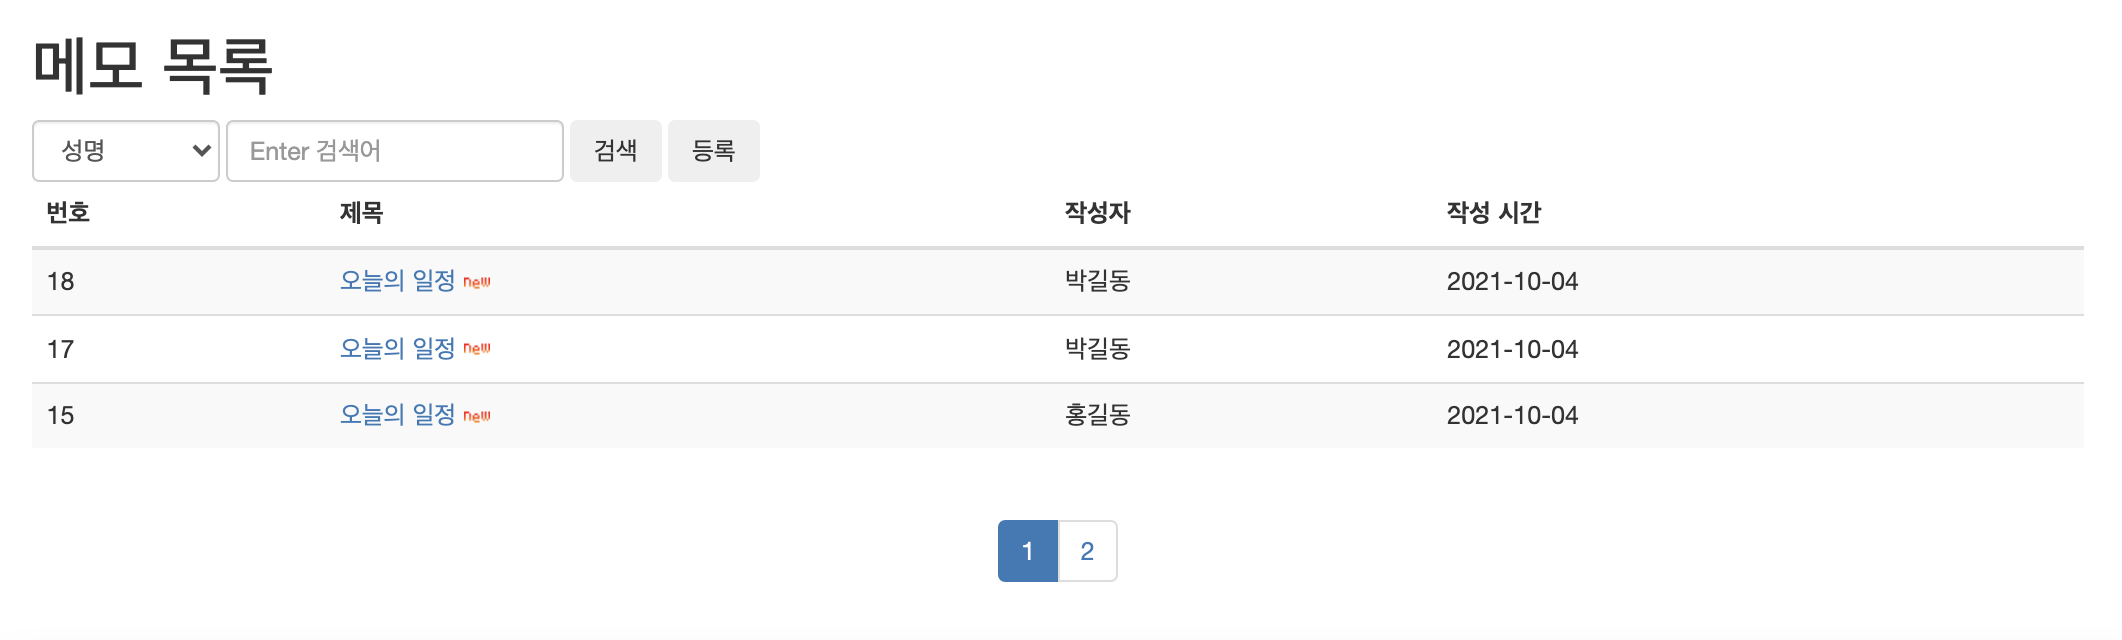 메모 목록
성명 Enter 검색어 검색 등록
번호 제목 작성자 작성 시간
18 오늘의 일정 new 박길동 2021-10-04
17 오늘의 일정 new 박길동 2021-10-04
15 오늘의 일정 new 홍길동 2021-10-04
1 2